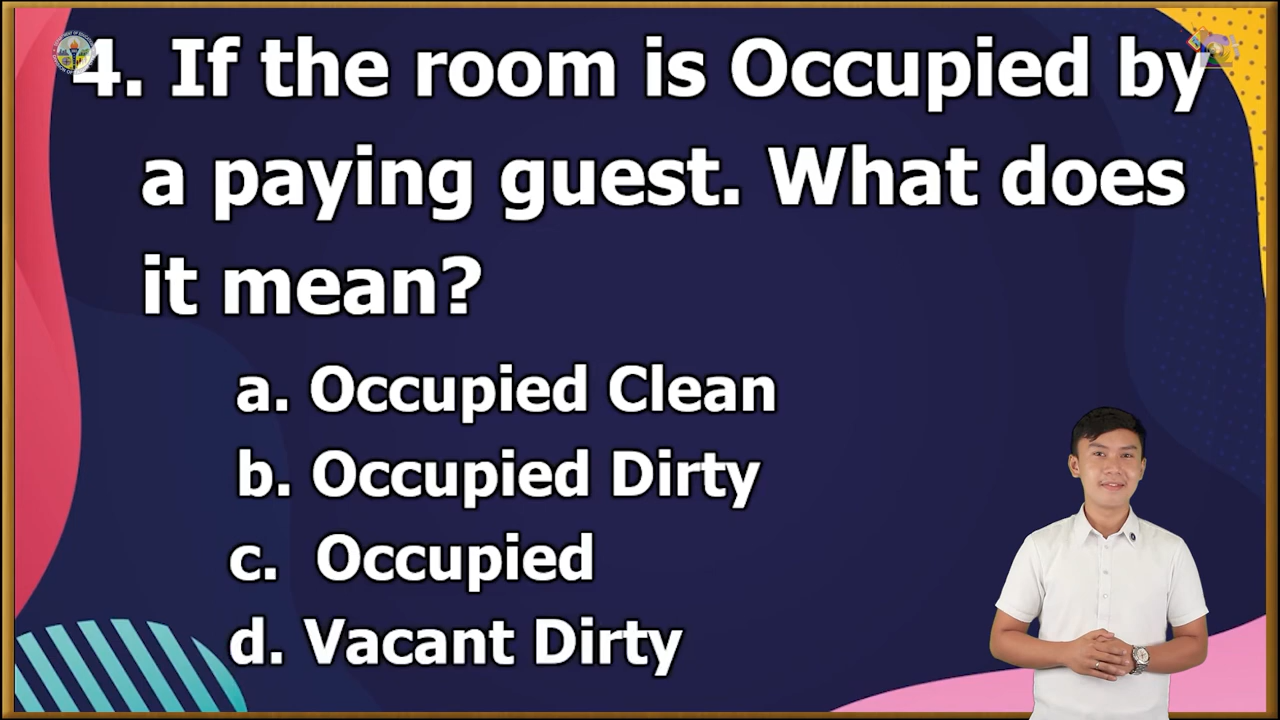 4. If the room is Occupied by
a paying guest. What does
it mean?
a. Occupied Clean
b. Occupied Dirty
c. Occupied
d. Vacant Dirty